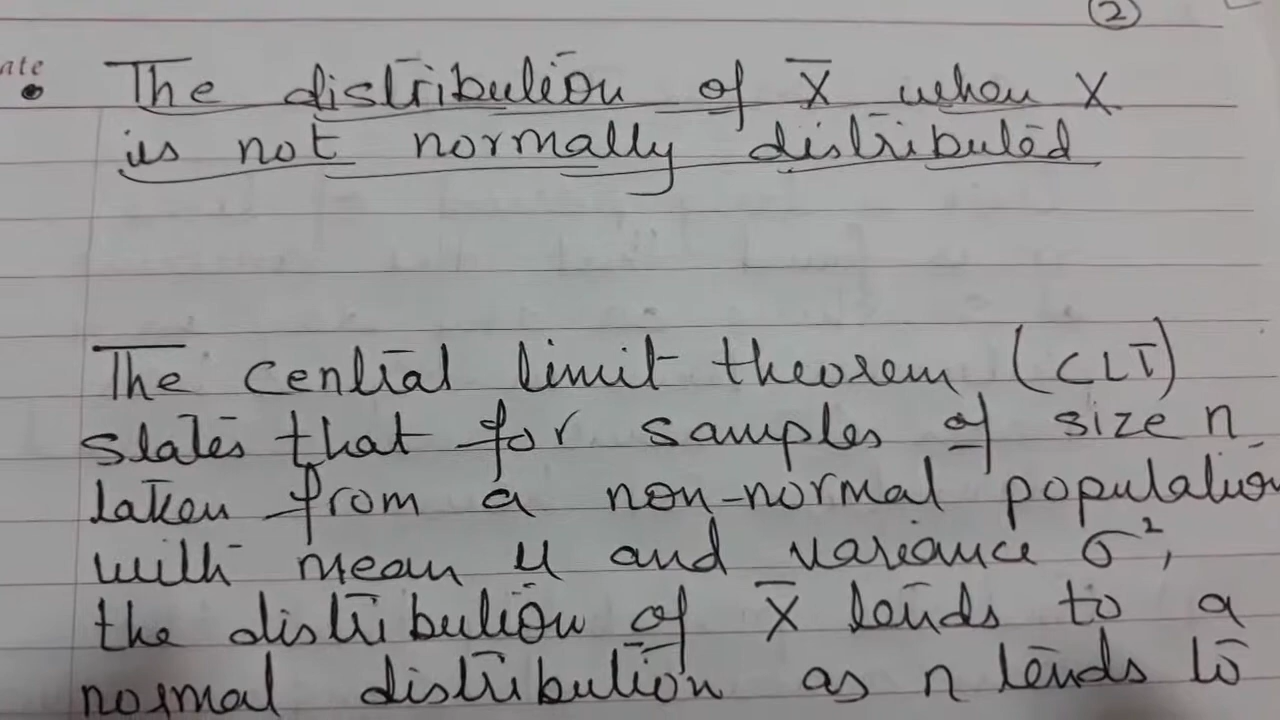 ②
ate
The distribution of X̅ when X
is not normally distributed
The central limit theorem (CLT)
states that for samples of size n
taken from a non-normal population
with mean μ and variance σ²,
the distribution of X̅ tends to a
normal distribution as n tends to